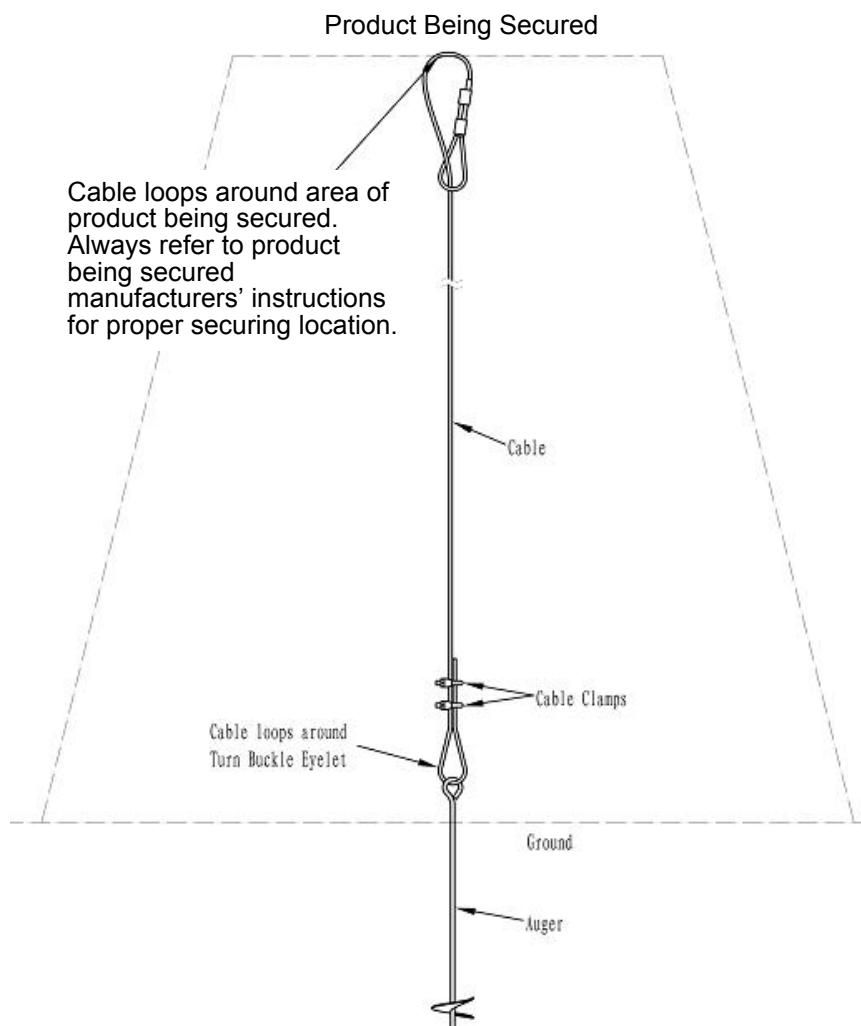 Product Being Secured
Cable loops around area of
product being secured.
Always refer to product
being secured
manufacturers’ instructions
for proper securing location.
Cable
Cable Clamps
Cable loops around
Turn Buckle Eyelet
Ground
Auger